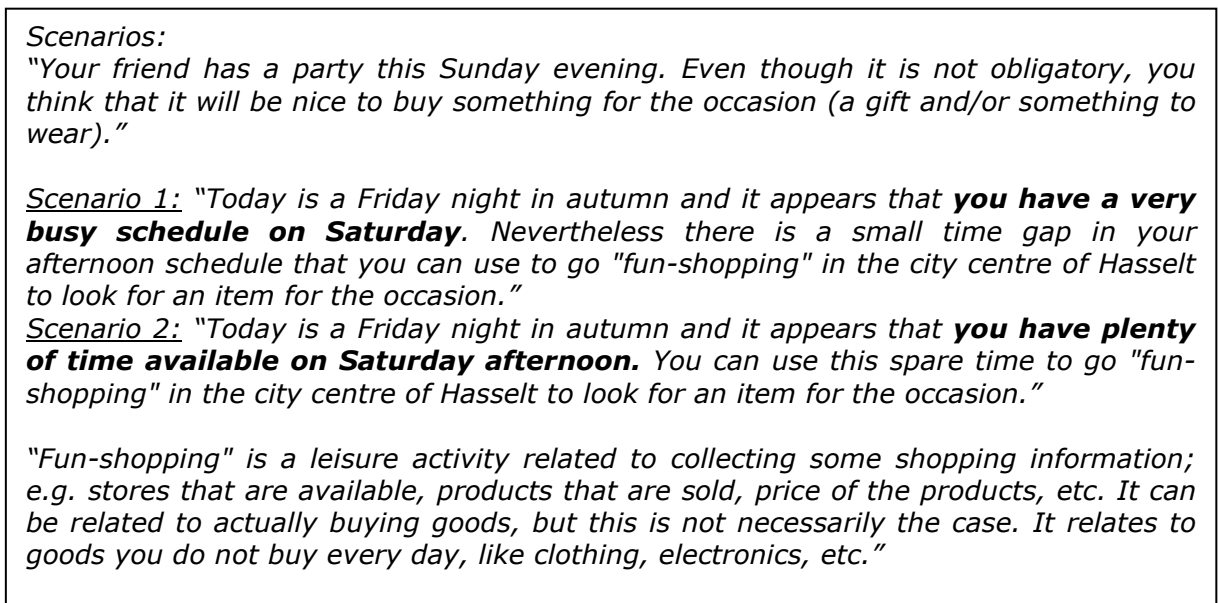 Scenarios:
“Your friend has a party this Sunday evening. Even though it is not obligatory, you
think that it will be nice to buy something for the occasion (a gift and/or something to
wear).”
Scenario 1: “Today is a Friday night in autumn and it appears that you have a very
busy schedule on Saturday. Nevertheless there is a small time gap in your
afternoon schedule that you can use to go "fun-shopping" in the city centre of Hasselt
to look for an item for the occasion.”
Scenario 2: “Today is a Friday night in autumn and it appears that you have plenty
of time available on Saturday afternoon. You can use this spare time to go "fun-
shopping" in the city centre of Hasselt to look for an item for the occasion.”
“Fun-shopping" is a leisure activity related to collecting some shopping information;
e.g. stores that are available, products that are sold, price of the products, etc. It can
be related to actually buying goods, but this is not necessarily the case. It relates to
goods you do not buy every day, like clothing, electronics, etc.”